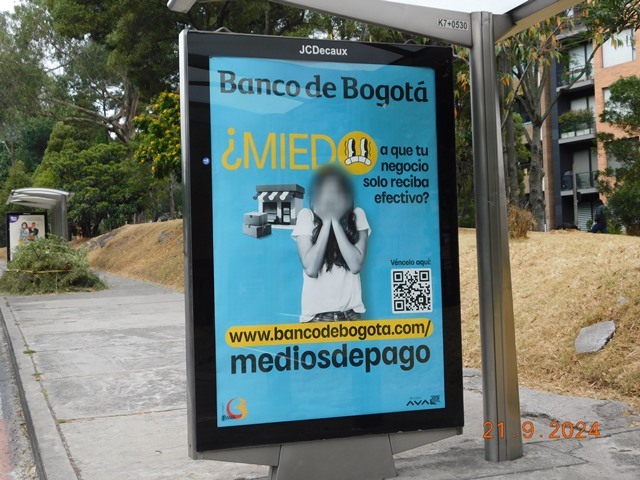 K7+0530
JCDecaux
Banco de Bogotá
¿MIEDO
a que tu
negocio
solo reciba
efectivo?
Véncelo aquí:
www.bancodebogota.com/
mediosdepago
AVAL
21.9.2024